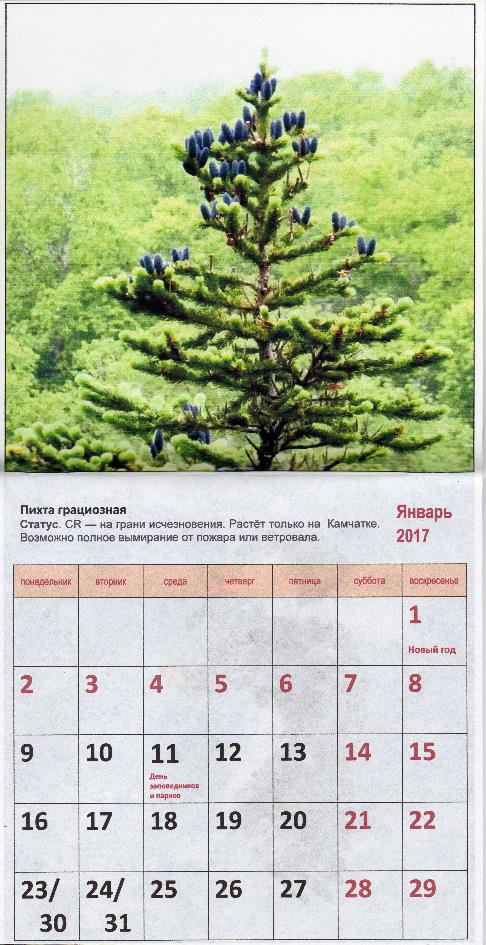 Пихта грациозная
Статус. CR — на грани исчезновения. Растёт только на Камчатке.
Возможно полное вымирание от пожара или ветровала.
Январь
2017
понедельник вторник среда четверг пятница суббота воскресенье
1
Новый год
2 3 4 5 6 7 8
9 10 11 12 13 14 15
День
заповедников
и парков
16 17 18 19 20 21 22
23/ 24/ 25 26 27 28 29
30 31